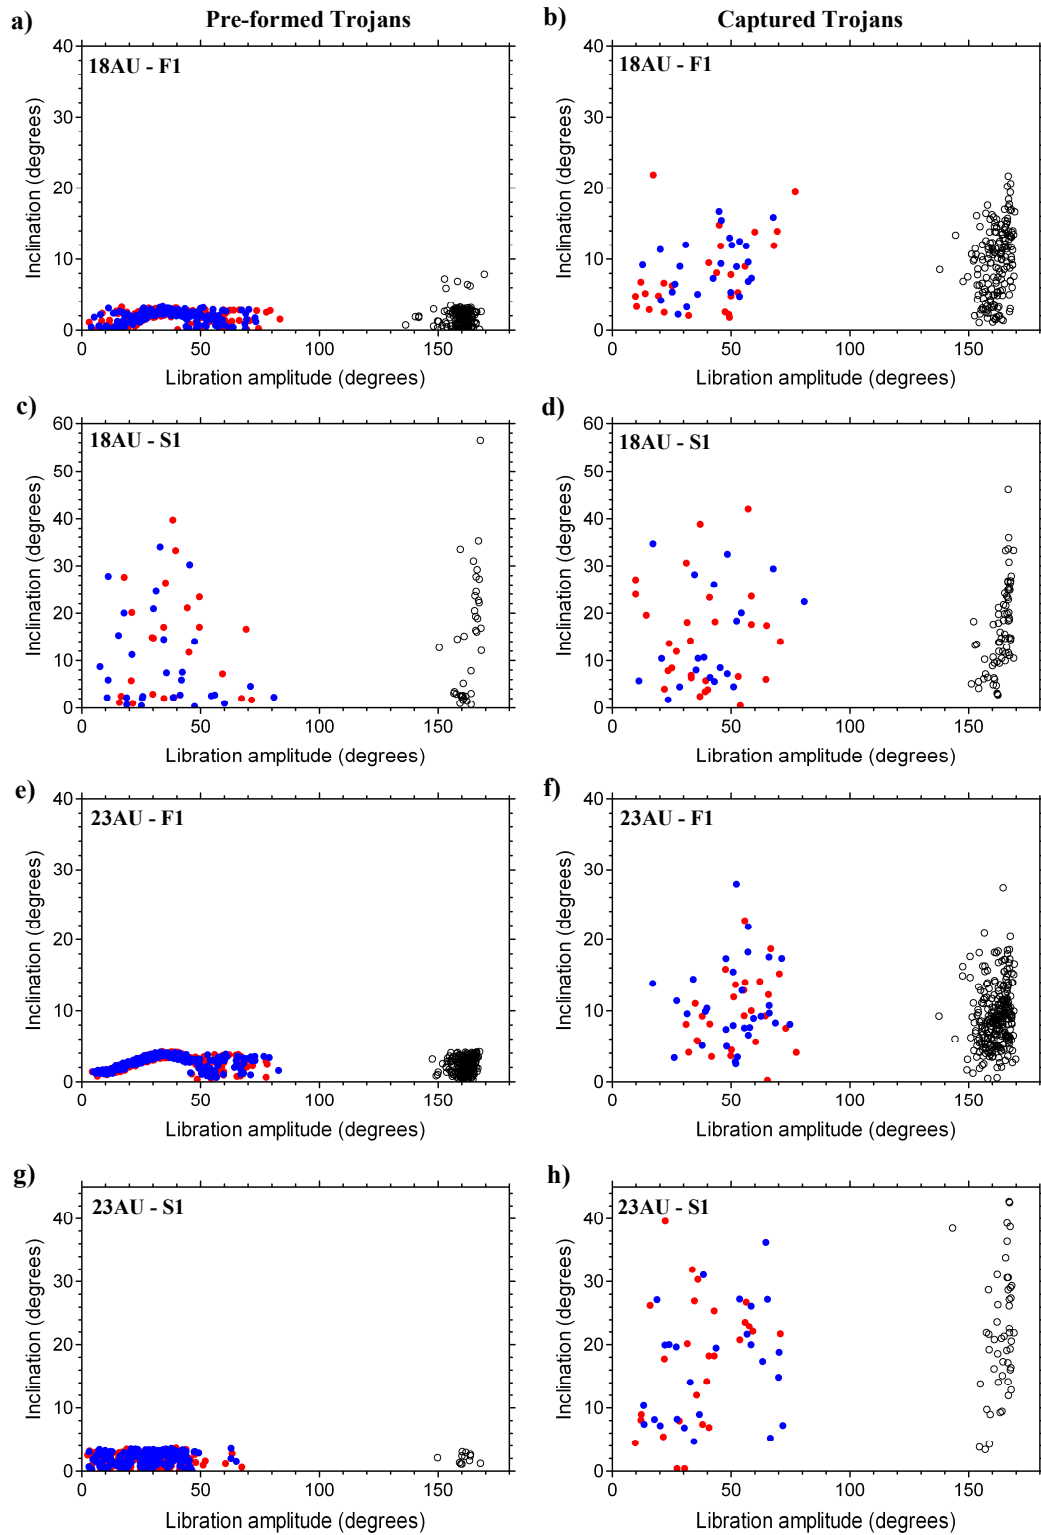 Pre-formed Trojans
Captured Trojans
a)
18AU - F1
40
30
20
10
0
0 50 100 150
Inclination (degrees)
Libration amplitude (degrees)
b)
18AU - F1
40
30
20
10
0
0 50 100 150
Inclination (degrees)
Libration amplitude (degrees)
c)
18AU - S1
60
50
40
30
20
10
0
0 50 100 150
Inclination (degrees)
Libration amplitude (degrees)
d)
18AU - S1
60
50
40
30
20
10
0
0 50 100 150
Inclination (degrees)
Libration amplitude (degrees)
e)
23AU - F1
40
30
20
10
0
0 50 100 150
Inclination (degrees)
Libration amplitude (degrees)
f)
23AU - F1
40
30
20
10
0
0 50 100 150
Inclination (degrees)
Libration amplitude (degrees)
g)
23AU - S1
40
30
20
10
0
0 50 100 150
Inclination (degrees)
Libration amplitude (degrees)
h)
23AU - S1
40
30
20
10
0
0 50 100 150
Inclination (degrees)
Libration amplitude (degrees)